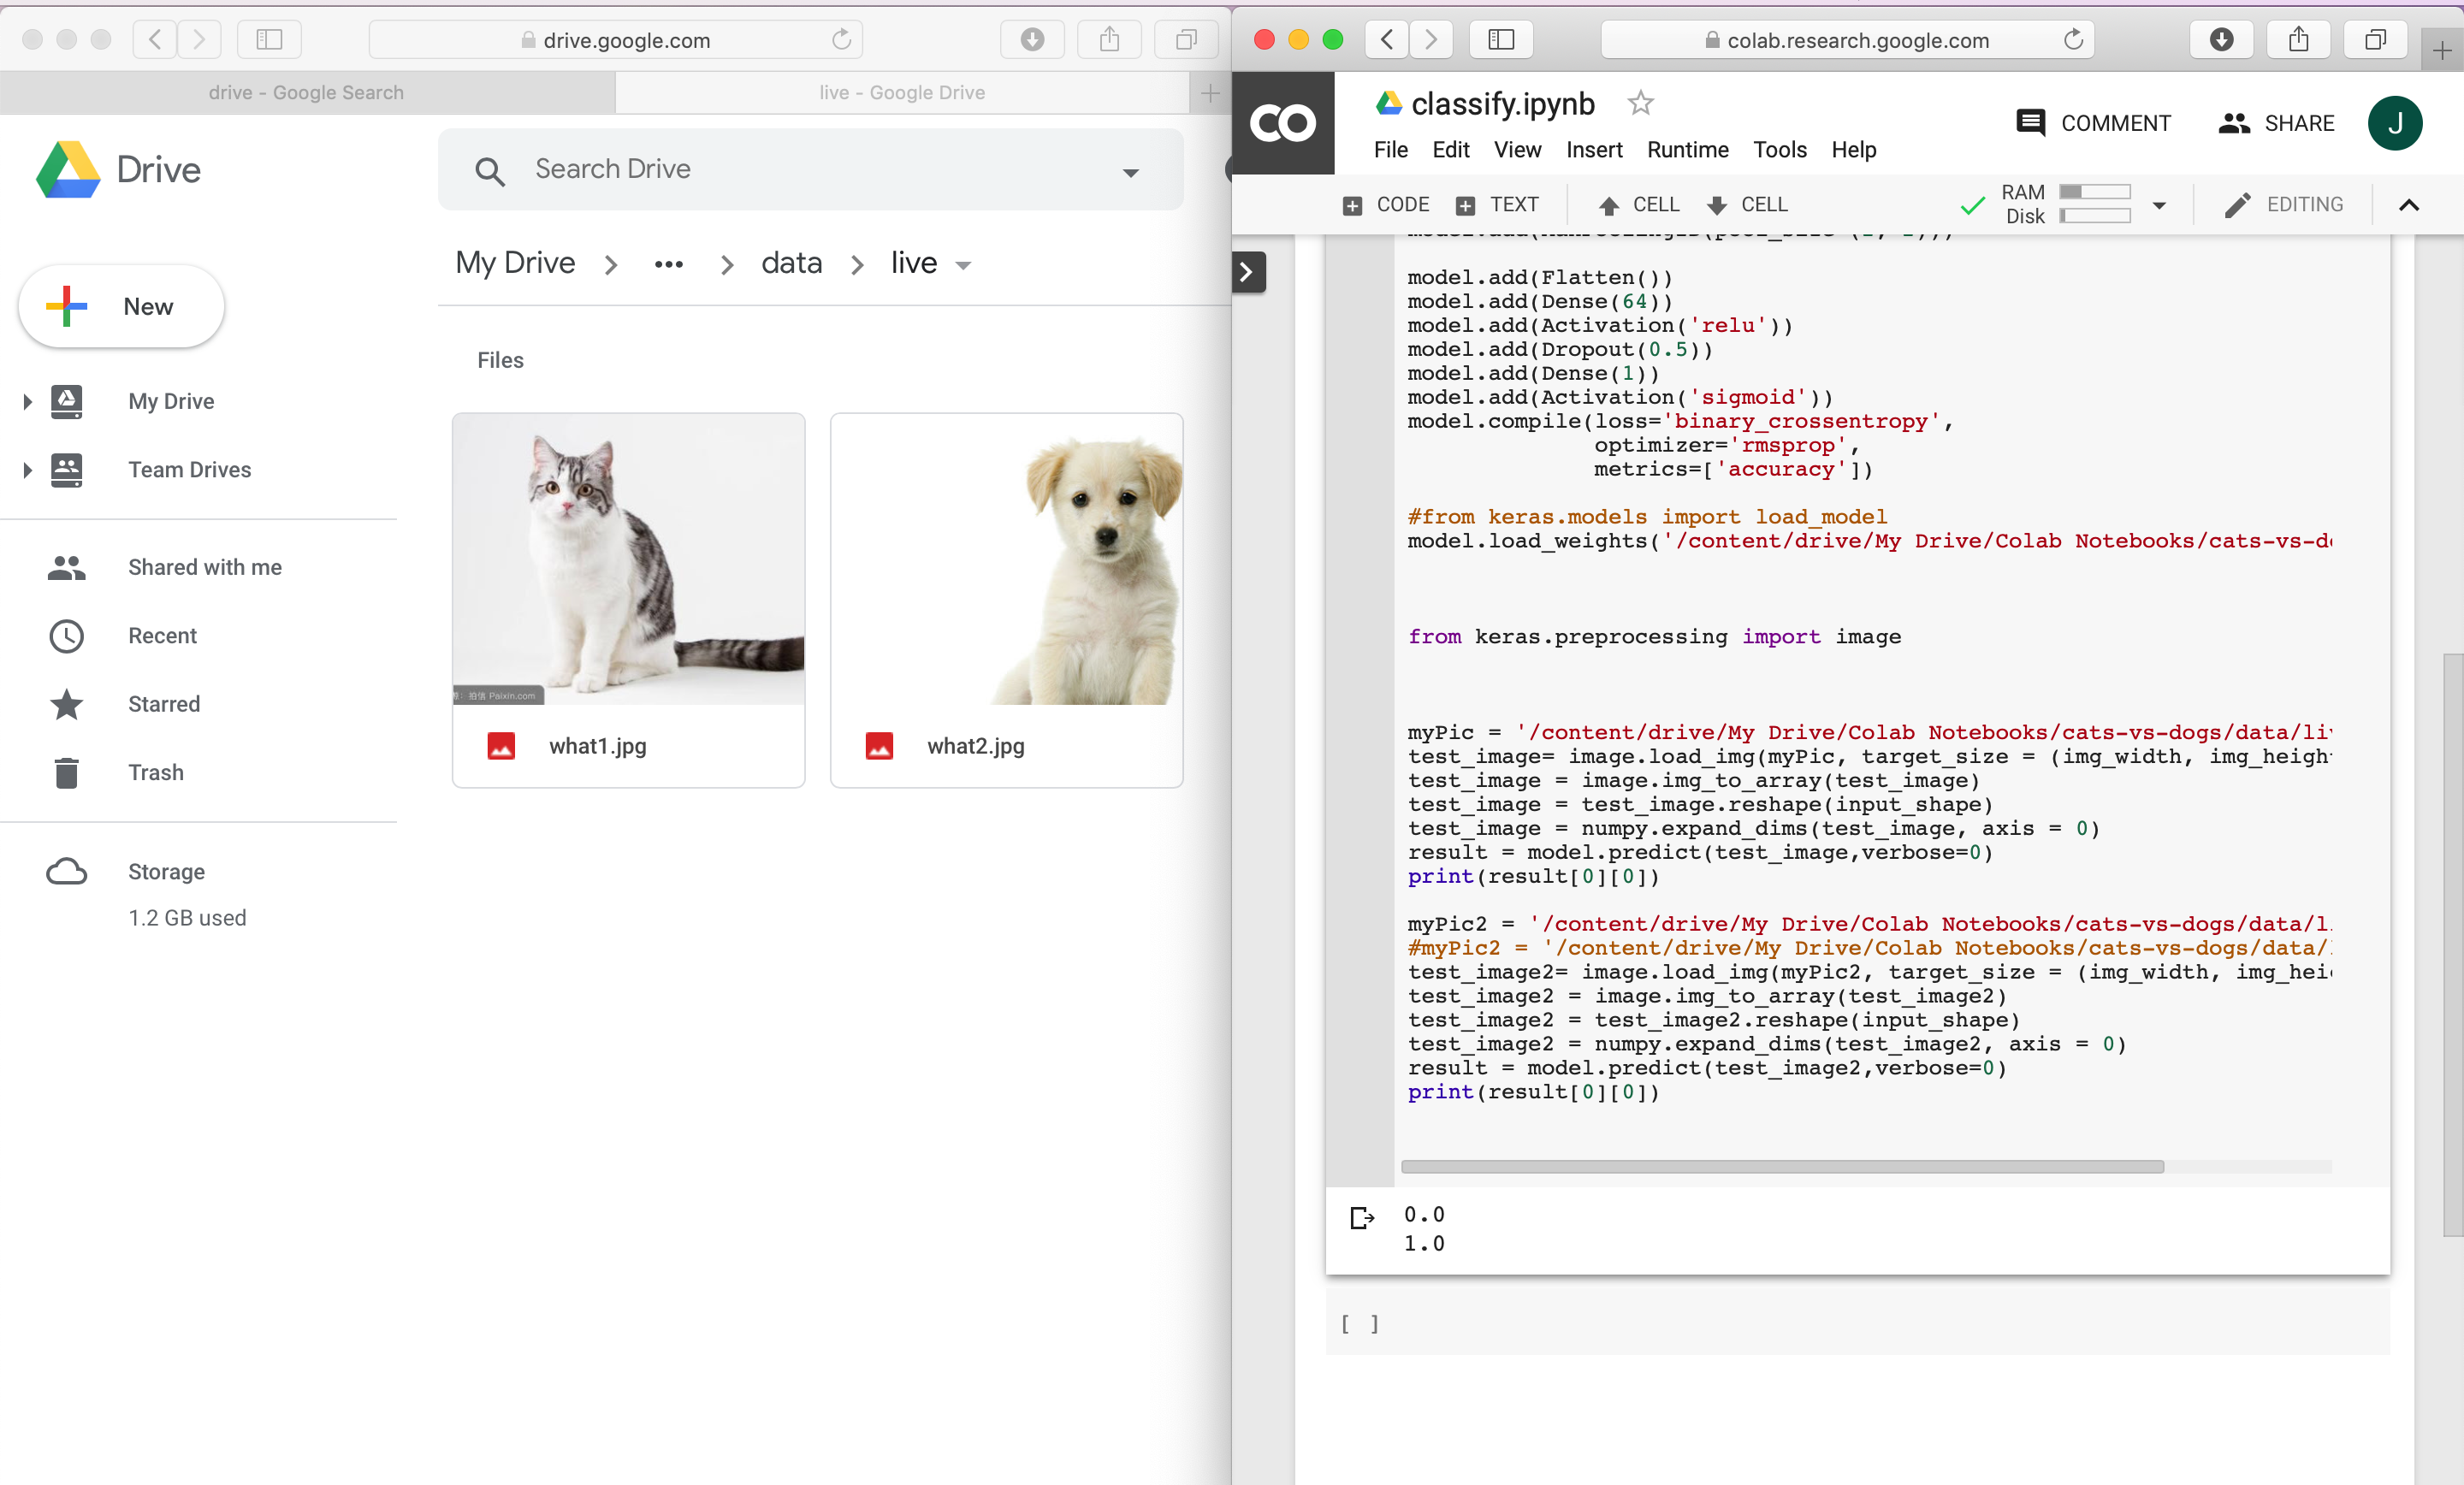 drive.google.com
drive - Google Search
live - Google Drive
Drive
Search Drive
My Drive > ••• > data > live
New
Files
My Drive
Team Drives
Shared with me
Recent
Starred
Trash
Storage
1.2 GB used
拍信 Paixin.com
what1.jpg
what2.jpg
colab.research.google.com
CO
classify.ipynb
COMMENT
SHARE
J
File Edit View Insert Runtime Tools Help
CODE TEXT CELL CELL
RAM
Disk
EDITING
model.add(Flatten())
model.add(Dense(64))
model.add(Activation('relu'))
model.add(Dropout(0.5))
model.add(Dense(1))
model.add(Activation('sigmoid'))
model.compile(loss='binary_crossentropy',
optimizer='rmsprop',
metrics=['accuracy'])
#from keras.models import load_model
model.load_weights('/content/drive/My Drive/Colab Notebooks/cats-vs-d
from keras.preprocessing import image
myPic = '/content/drive/My Drive/Colab Notebooks/cats-vs-dogs/data/li
test_image= image.load_img(myPic, target_size = (img_width, img_heigh
test_image = image.img_to_array(test_image)
test_image = test_image.reshape(input_shape)
test_image = numpy.expand_dims(test_image, axis = 0)
result = model.predict(test_image,verbose=0)
print(result[0][0])
myPic2 = '/content/drive/My Drive/Colab Notebooks/cats-vs-dogs/data/l
#myPic2 = '/content/drive/My Drive/Colab Notebooks/cats-vs-dogs/data/
test_image2= image.load_img(myPic2, target_size = (img_width, img_hei
test_image2 = image.img_to_array(test_image2)
test_image2 = test_image2.reshape(input_shape)
test_image2 = numpy.expand_dims(test_image2, axis = 0)
result = model.predict(test_image2,verbose=0)
print(result[0][0])
0.0
1.0
[ ]